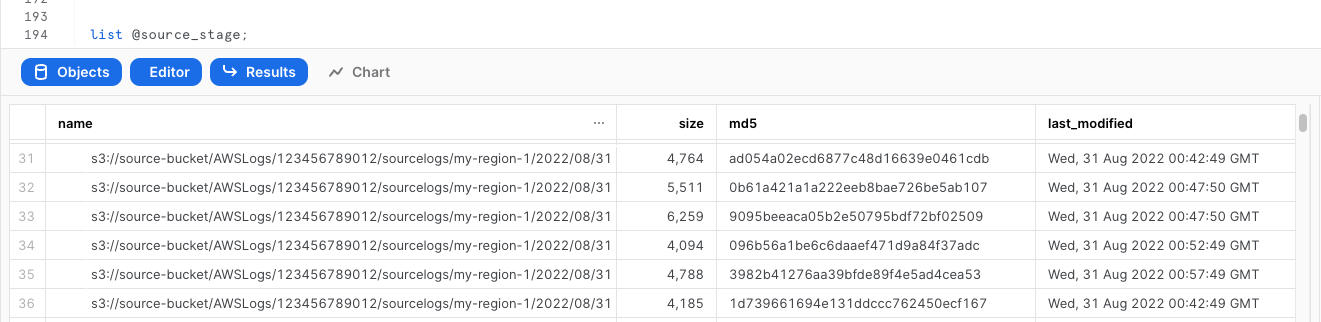 192
193
194 list @source_stage;
Objects Editor Results Chart
name ... size md5 last_modified
31 s3://source-bucket/AWSLogs/123456789012/sourcelogs/my-region-1/2022/08/31 4,764 ad054a02ecd6877c48d16639e0461cdb Wed, 31 Aug 2022 00:42:49 GMT
32 s3://source-bucket/AWSLogs/123456789012/sourcelogs/my-region-1/2022/08/31 5,511 0b61a421a1a222eeb8bae726be5ab107 Wed, 31 Aug 2022 00:47:50 GMT
33 s3://source-bucket/AWSLogs/123456789012/sourcelogs/my-region-1/2022/08/31 6,259 9095beeaca05b2e50795bdf72bf02509 Wed, 31 Aug 2022 00:47:50 GMT
34 s3://source-bucket/AWSLogs/123456789012/sourcelogs/my-region-1/2022/08/31 4,094 096b56a1be6c6daaef471d9a84f37adc Wed, 31 Aug 2022 00:52:49 GMT
35 s3://source-bucket/AWSLogs/123456789012/sourcelogs/my-region-1/2022/08/31 4,788 3982b41276aa39bfde89f4e5ad4cea53 Wed, 31 Aug 2022 00:57:49 GMT
36 s3://source-bucket/AWSLogs/123456789012/sourcelogs/my-region-1/2022/08/31 4,185 1d739661694e131ddccc762450ecf167 Wed, 31 Aug 2022 00:42:49 GMT